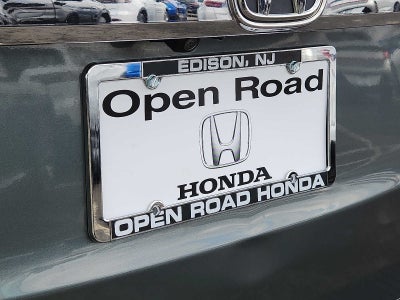 EDISON, NJ
Open Road
HONDA
OPEN ROAD HONDA